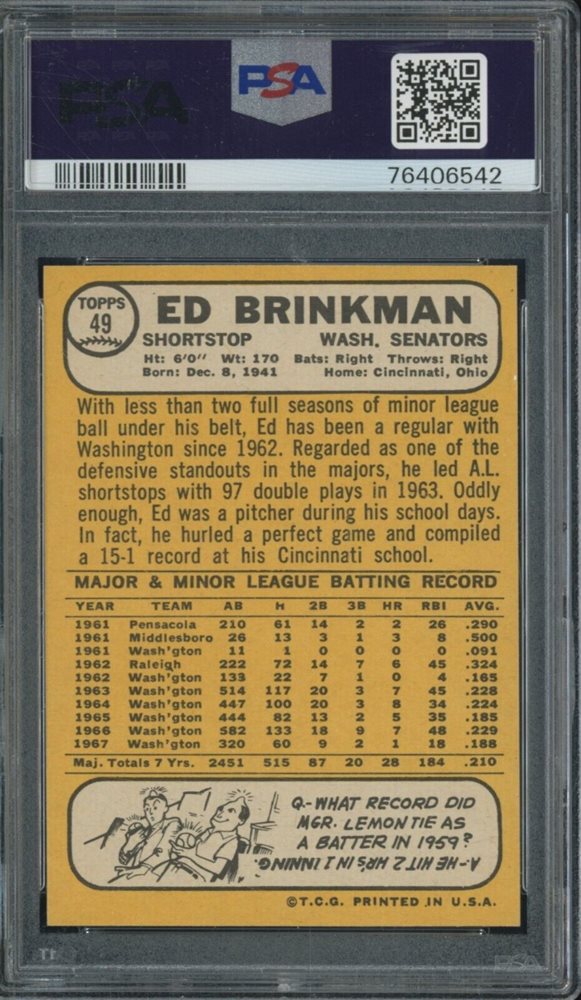 PSA
PSA
76406542
TOPPS
49
ED BRINKMAN
SHORTSTOP WASH. SENATORS
Ht: 6'0" Wt: 170 Bats: Right Throws: Right
Born: Dec. 8, 1941 Home: Cincinnati, Ohio
With less than two full seasons of minor league
ball under his belt, Ed has been a regular with
Washington since 1962. Regarded as one of the
defensive standouts in the majors, he led A.L.
shortstops with 97 double plays in 1963. Oddly
enough, Ed was a pitcher during his school days.
In fact, he hurled a perfect game and compiled
a 15-1 record at his Cincinnati school.
MAJOR & MINOR LEAGUE BATTING RECORD
YEAR TEAM AB H 2B 3B HR RBI AVG.
1961 Pensacola 210 61 14 2 2 26 .290
1961 Middlesboro 26 13 3 1 3 8 .500
1961 Wash'gton 11 1 0 0 0 0 .091
1962 Raleigh 222 72 14 7 6 45 .324
1962 Wash'gton 133 22 7 1 0 4 .165
1963 Wash'gton 514 117 20 3 7 45 .228
1964 Wash'gton 447 100 20 3 8 34 .224
1965 Wash'gton 444 82 13 2 5 35 .185
1966 Wash'gton 582 133 18 9 7 48 .229
1967 Wash'gton 320 60 9 2 1 18 .188
Maj. Totals 7 Yrs. 2451 515 87 20 28 184 .210
Q.-WHAT RECORD DID
MGR. LEMON TIE AS
A BATTER IN 1959?
A-HE HIT 2 HR'S IN 1 INNING.
©T.C.G. PRINTED IN U.S.A.
PSA